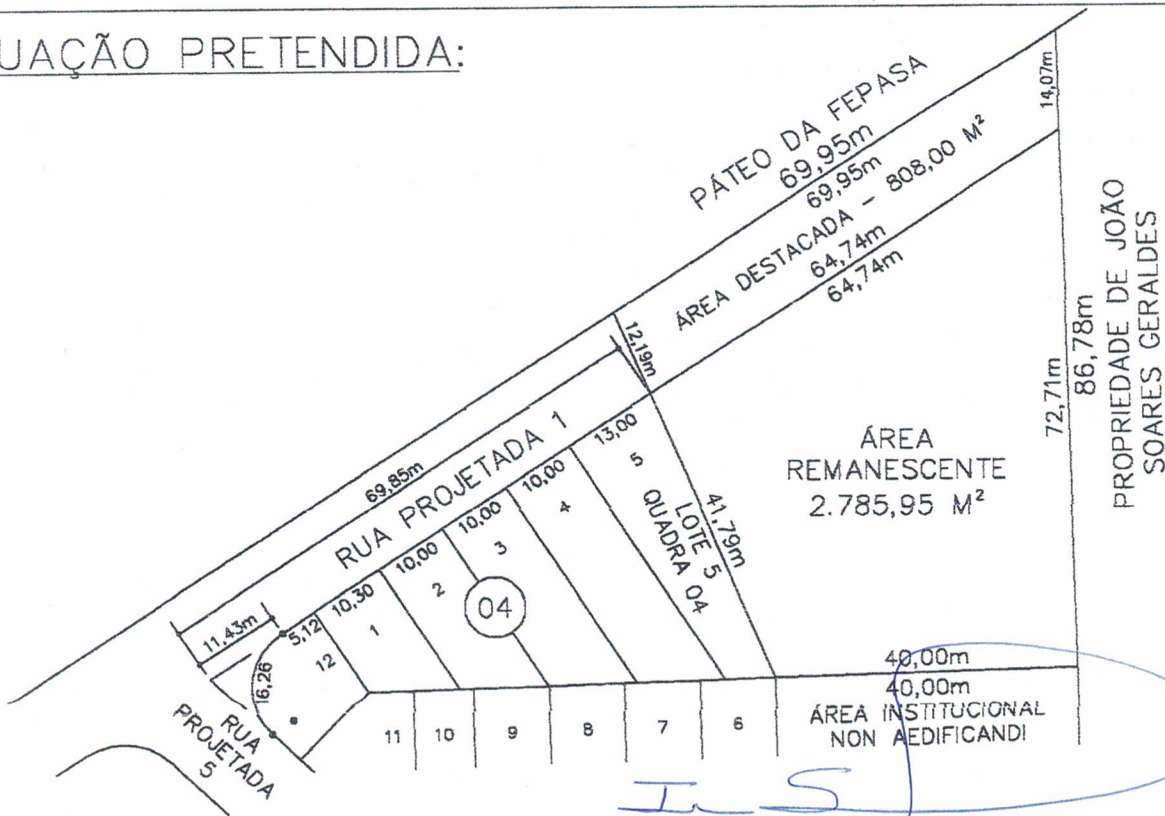 UAÇÃO PRETENDIDA:
PÁTEO DA FEPASA
69,95m
69,95m
ÁREA DESTACADA - 808,00 M²
64,74m
64,74m
14,07m
12,19m
72,71m
86,78m
PROPRIEDADE DE JOÃO
SOARES GERALDES
ÁREA
REMANESCENTE
2.785,95 M²
69,85m
RUA PROJETADA 1
11,43m
16,26
5,12
12
10,30
1
10,00
2
10,00
3
10,00
4
13,00
5
LOTE 5
QUADRA 04
41,79m
04
RUA
PROJETADA
5
11
10
9
8
7
6
40,00m
40,00m
ÁREA INSTITUCIONAL
NON AEDIFICANDI